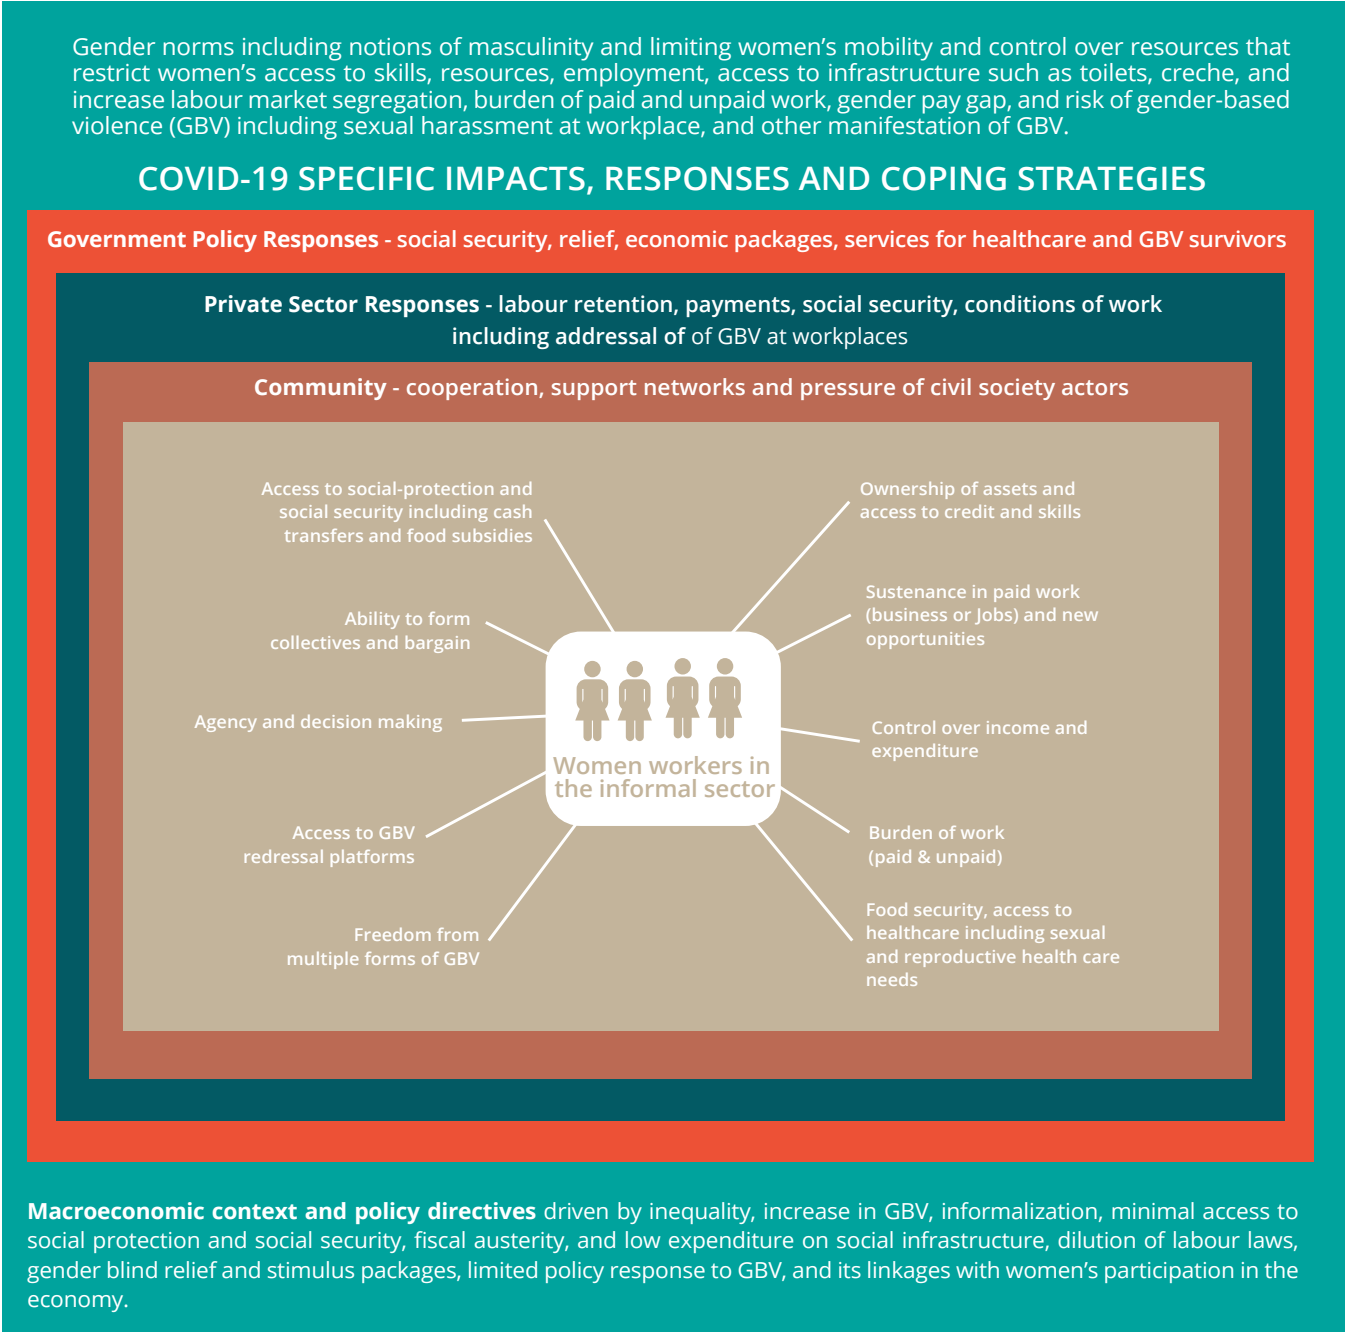 Gender norms including notions of masculinity and limiting women’s mobility and control over resources that
restrict women’s access to skills, resources, employment, access to infrastructure such as toilets, creche, and
increase labour market segregation, burden of paid and unpaid work, gender pay gap, and risk of gender-based
violence (GBV) including sexual harassment at workplace, and other manifestation of GBV.
COVID-19 SPECIFIC IMPACTS, RESPONSES AND COPING STRATEGIES
Government Policy Responses - social security, relief, economic packages, services for healthcare and GBV survivors
Private Sector Responses - labour retention, payments, social security, conditions of work
including addressal of of GBV at workplaces
Community - cooperation, support networks and pressure of civil society actors
Access to social-protection and
social security including cash
transfers and food subsidies
Ability to form
collectives and bargain
Agency and decision making
Access to GBV
redressal platforms
Freedom from
multiple forms of GBV
Women workers in
the informal sector
Ownership of assets and
access to credit and skills
Sustenance in paid work
(business or Jobs) and new
opportunities
Control over income and
expenditure
Burden of work
(paid & unpaid)
Food security, access to
healthcare including sexual
and reproductive health care
needs
Macroeconomic context and policy directives driven by inequality, increase in GBV, informalization, minimal access to
social protection and social security, fiscal austerity, and low expenditure on social infrastructure, dilution of labour laws,
gender blind relief and stimulus packages, limited policy response to GBV, and its linkages with women’s participation in the
economy.